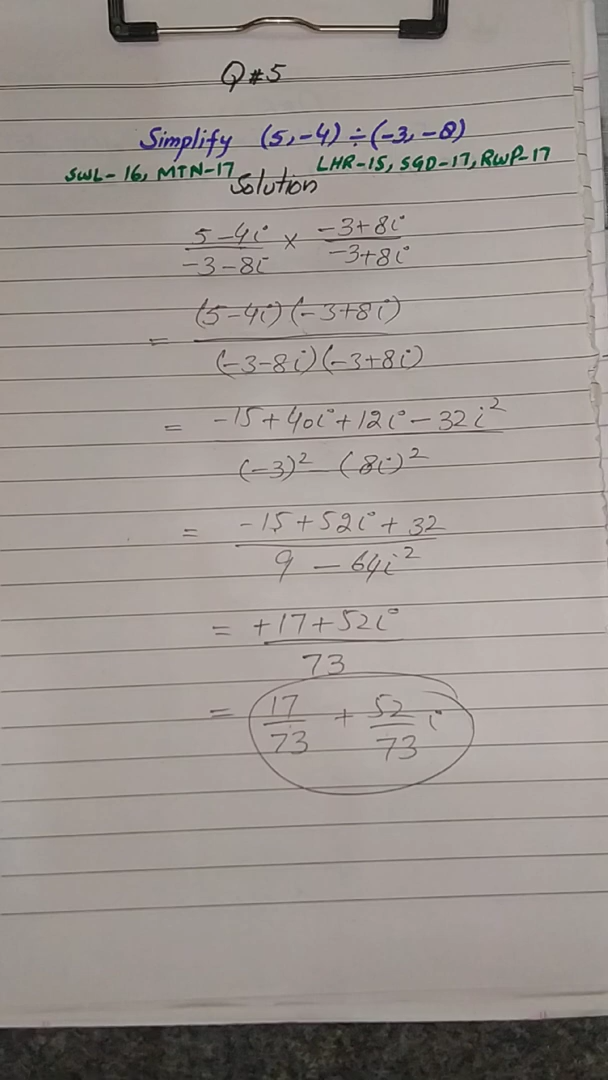 Q#5
Simplify (5,-4) ÷ (-3, -8)
SWL-16, MTN-17 LHR-15, SGD-17, RWP-17
Solution
5-4i/-3-8i × -3+8i/-3+8i
= (5-4i)(-3+8i)
(-3-8i)(-3+8i)
= -15+40i+12i-32i²
(-3)² (8i)²
= -15+52i+32
9 - 64i²
= +17+52i
73
= 17/73 + 52/73 i